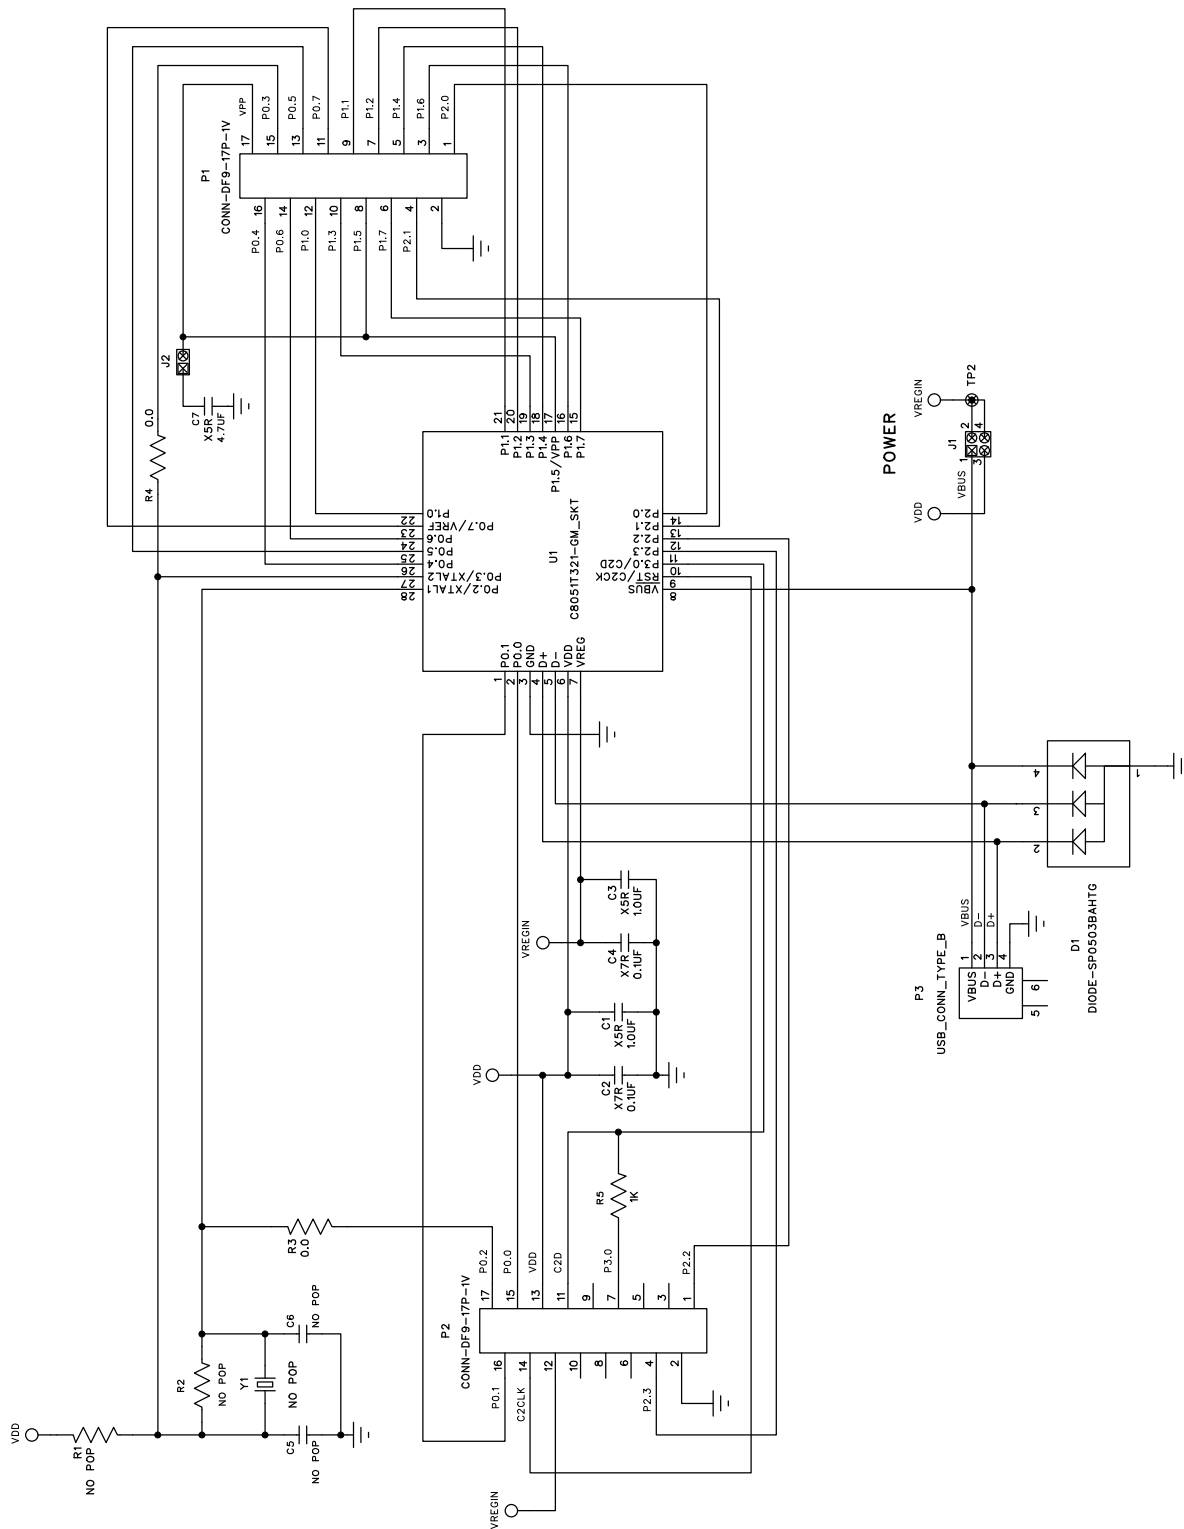 P1
CONN-DF9-17P-1V
VPP
P0.3
P0.5
P0.7
P1.1
P1.2
P1.4
P1.6
P2.0
17
15
13
11
9
7
5
3
1
16
14
12
10
8
6
4
2
P0.4
P0.6
P1.0
P1.3
P1.5
P1.7
P2.1
R4
0.0
J2
C7
X5R
4.7UF
21
20
19
18
17
16
15
P1.1
P1.2
P1.3
P1.4
P1.5/VPP
P1.6
P1.7
22
23
24
25
26
27
28
P1.0
P0.7/VREF
P0.6
P0.5
P0.4
P0.3/XTAL2
P0.2/XTAL1
U1
C8051T321-GM_SKT
P2.0
P2.1
P2.2
P2.3
P3.0/C2D
RST/C2CK
VBUS
14
13
12
11
10
9
8
P0.1
P0.0
GND
D+
D-
VDD
VREG
1
2
3
4
5
6
7
POWER
VREGIN
TP2
J1
2
4
1
3
VBUS
VDD
4
3
2
1
D1
DIODE-SP0503BAHTG
P3
USB_CONN_TYPE_B
VBUS
D-
D+
1
2
3
4
VBUS
D-
D+
GND
5
6
VREGIN
C3
X5R
1.0UF
C4
X7R
0.1UF
C1
X5R
1.0UF
C2
X7R
0.1UF
VDD
R5
1K
R3
0.0
P2
CONN-DF9-17P-1V
P0.2
P0.0
VDD
C2D
P3.0
P2.2
17
15
13
11
9
7
5
3
1
16
14
12
10
8
6
4
2
P0.1
C2CLK
P2.3
VREGIN
VDD
R1
NO POP
R2
NO POP
Y1
NO POP
C6
NO POP
C5
NO POP